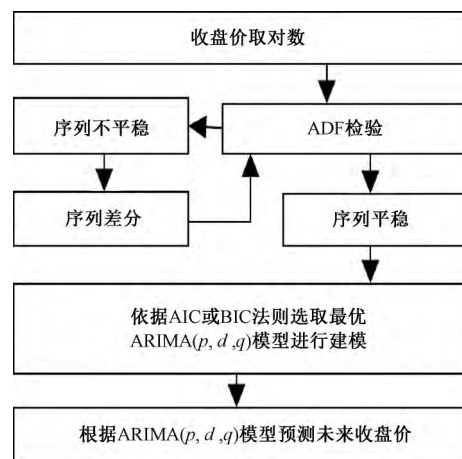 收盘价取对数
序列不平稳
ADF检验
序列差分
序列平稳
依据AIC或BIC法则选取最优
ARIMA(p, d ,q)模型进行建模
根据ARIMA(p, d ,q)模型预测未来收盘价